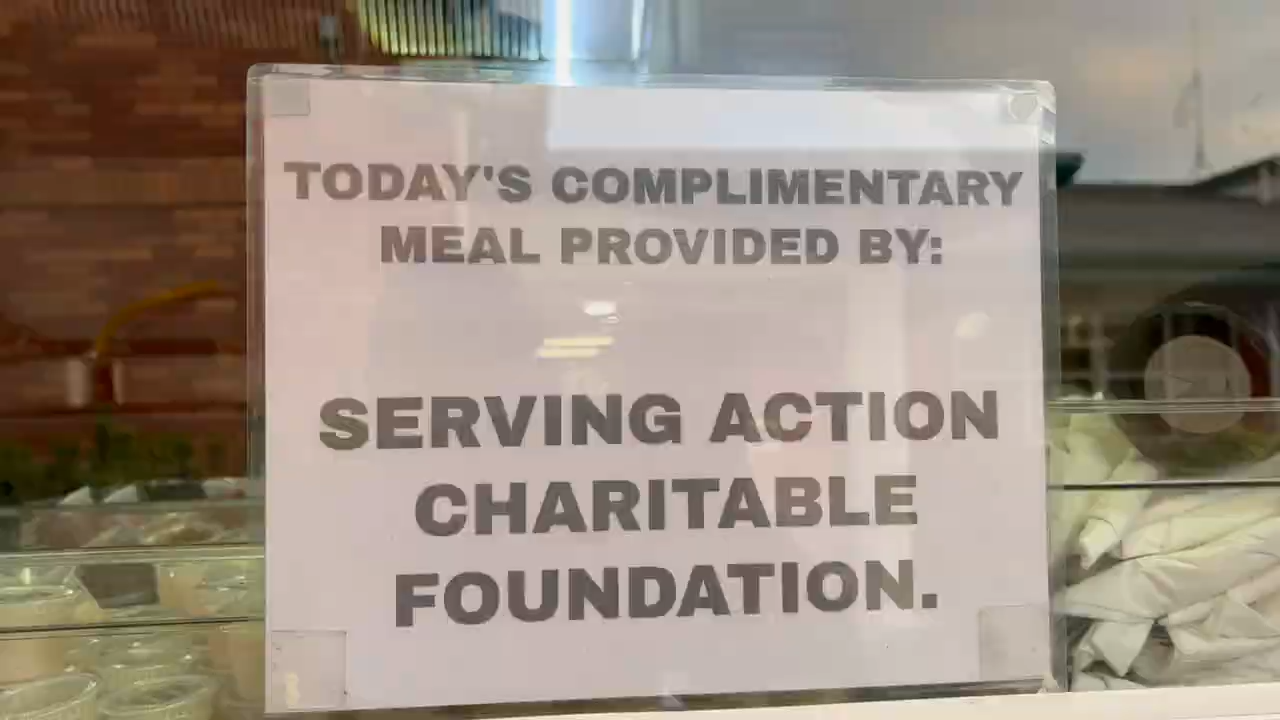 TODAY'S COMPLIMENTARY
MEAL PROVIDED BY:
SERVING ACTION
CHARITABLE
FOUNDATION.